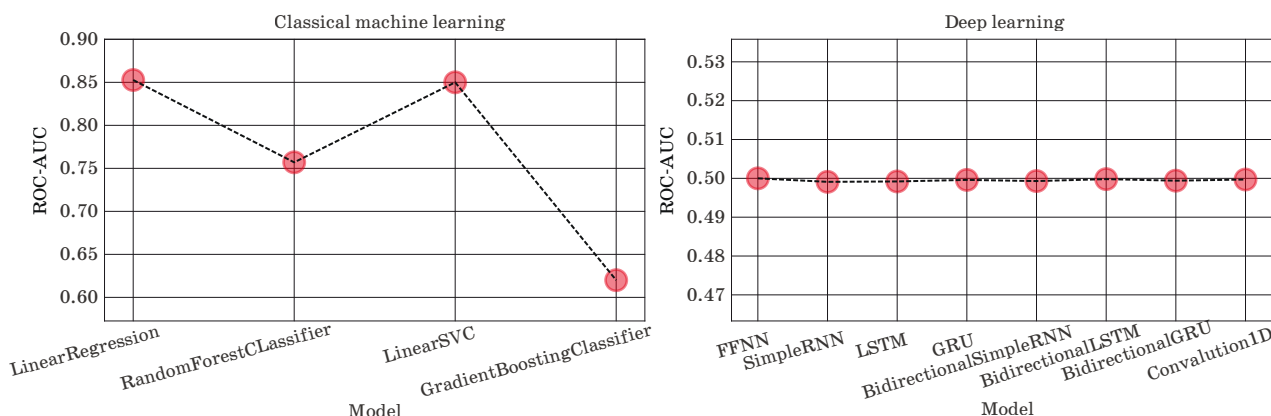 Classical machine learning
0.90
0.85
0.80
0.75
0.70
0.65
0.60
ROC-AUC
LinearRegression
RandomForestCLassifier
LinearSVC
GradientBoostingClassifier
Model
Deep learning
0.53
0.52
0.51
0.50
0.49
0.48
0.47
ROC-AUC
FFNN
SimpleRNN
LSTM
GRU
BidirectionalSimpleRNN
BidirectionalLSTM
BidirectionalGRU
Convalution1D
Model